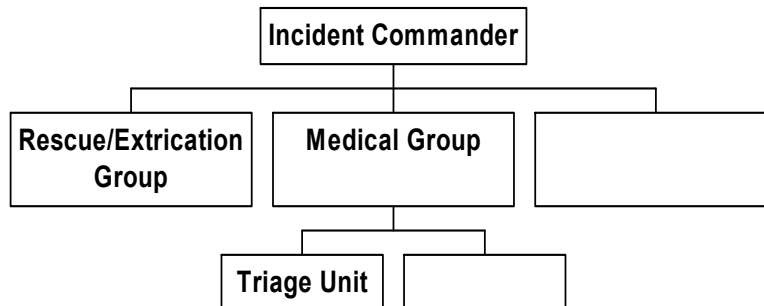 Incident Commander
Rescue/Extrication
Group
Medical Group
Triage Unit